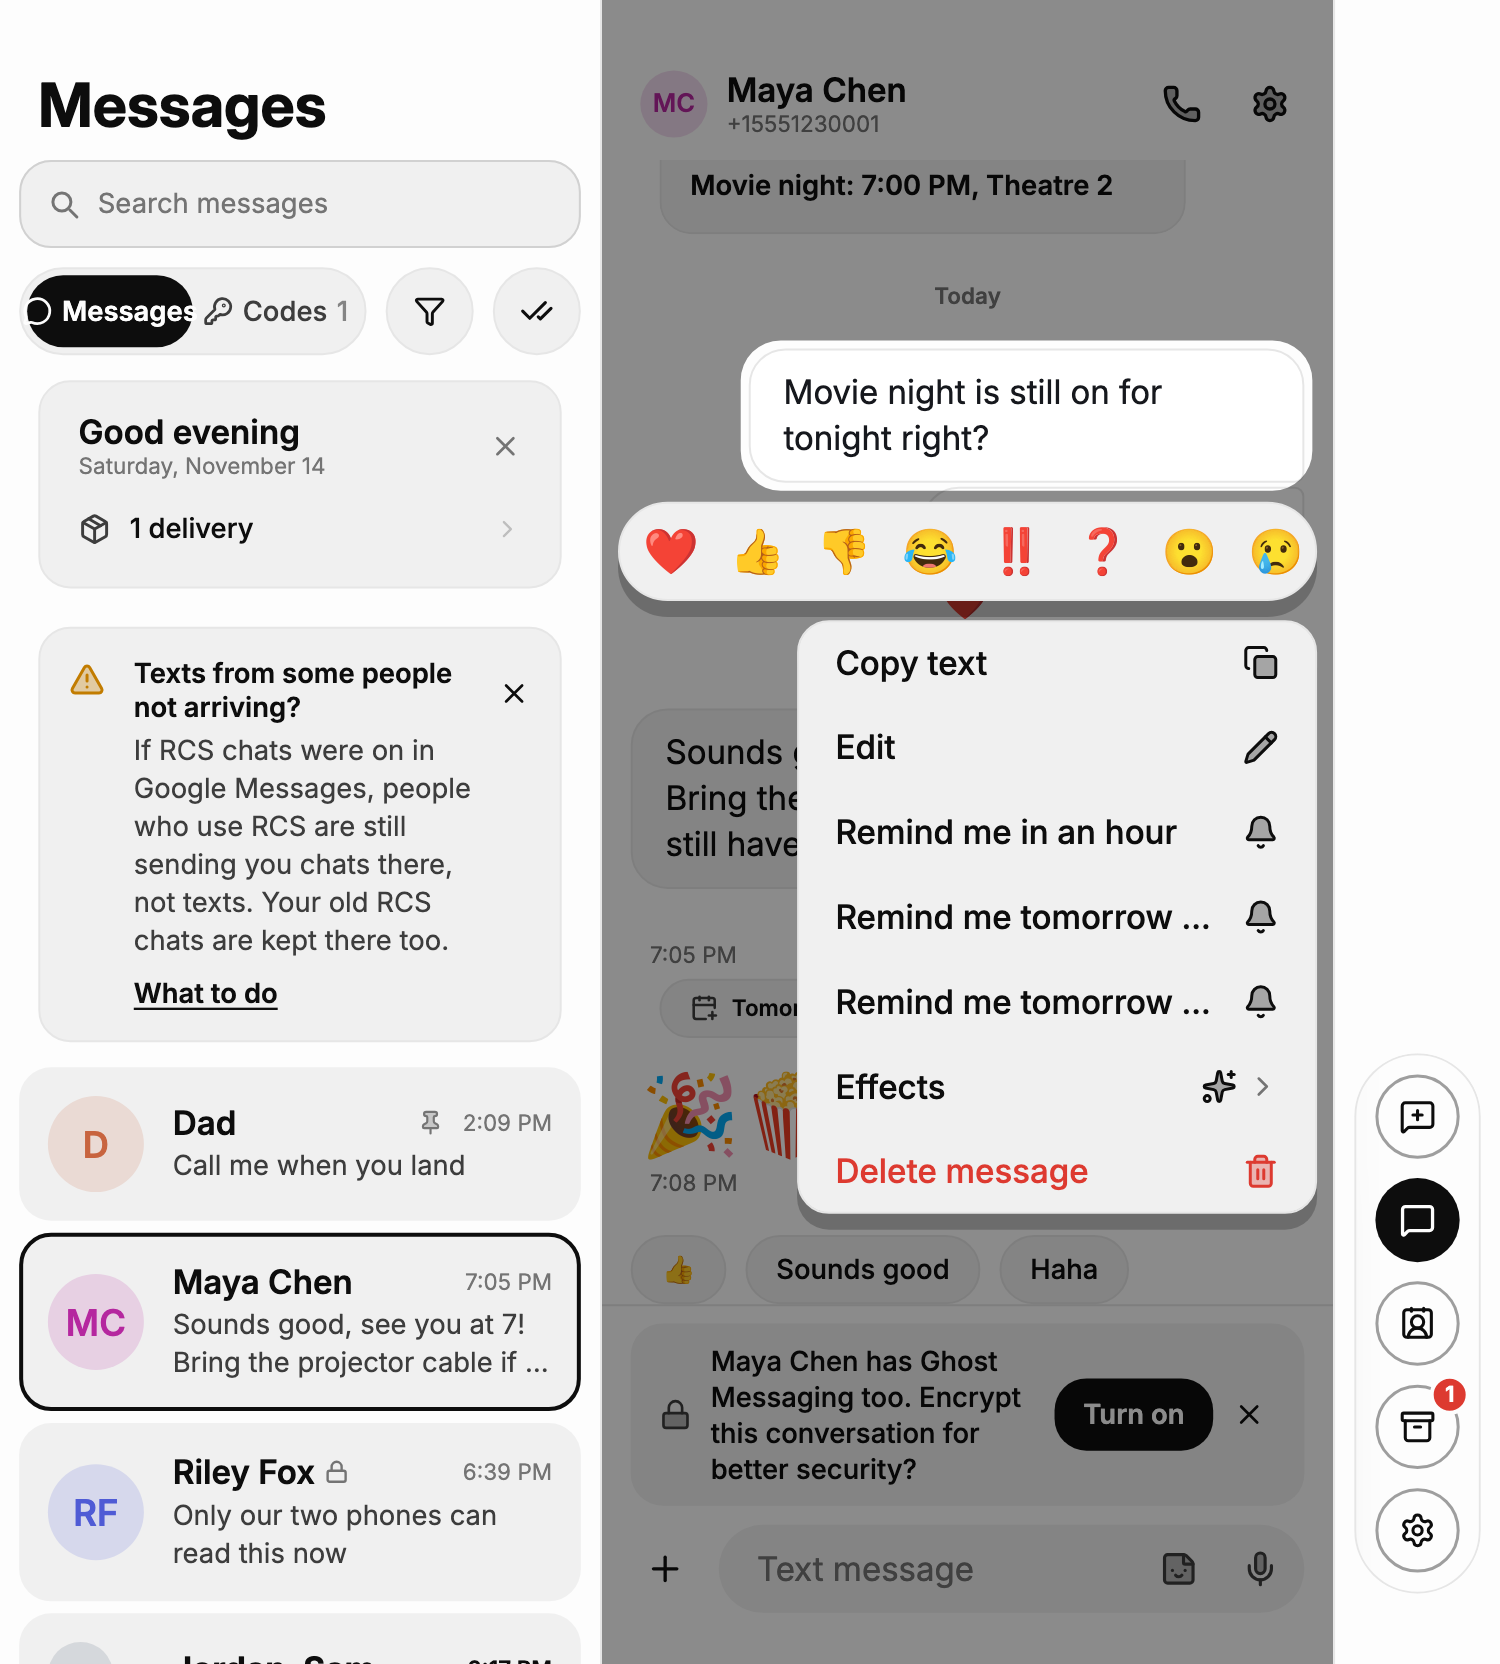 Messages
Search messages
Messages
Codes 1
Good evening
Saturday, November 14
1 delivery
Texts from some people
not arriving?
If RCS chats were on in
Google Messages, people
who use RCS are still
sending you chats there,
not texts. Your old RCS
chats are kept there too.
What to do
D
Dad
2:09 PM
Call me when you land
MC
Maya Chen
7:05 PM
Sounds good, see you at 7!
Bring the projector cable if ...
RF
Riley Fox
6:39 PM
Only our two phones can
read this now
MC
Maya Chen
+15551230001
Movie night: 7:00 PM, Theatre 2
Today
Movie night is still on for
tonight right?
Copy text
Edit
Remind me in an hour
Remind me tomorrow ...
Remind me tomorrow ...
Effects
Delete message
Sounds
Bring the
still have
7:05 PM
7:08 PM
Sounds good
Haha
Maya Chen has Ghost
Messaging too. Encrypt
this conversation for
better security?
Turn on
Text message
1